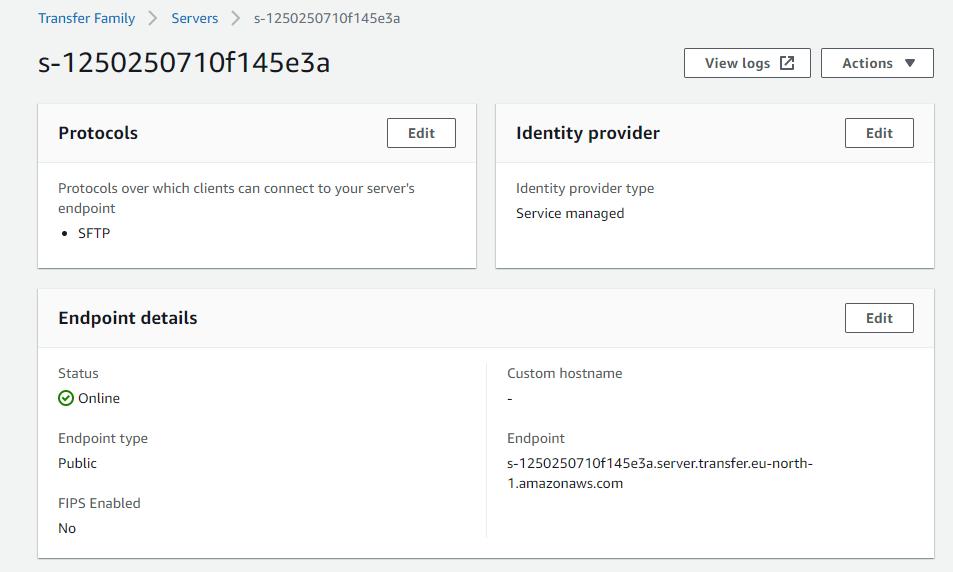 Transfer Family > Servers > s-1250250710f145e3a
s-1250250710f145e3a
View logs
Actions
Protocols
Edit
Protocols over which clients can connect to your server's
endpoint
• SFTP
Identity provider
Edit
Identity provider type
Service managed
Endpoint details
Edit
Status
Online
Endpoint type
Public
FIPS Enabled
No
Custom hostname
-
Endpoint
s-1250250710f145e3a.server.transfer.eu-north-
1.amazonaws.com